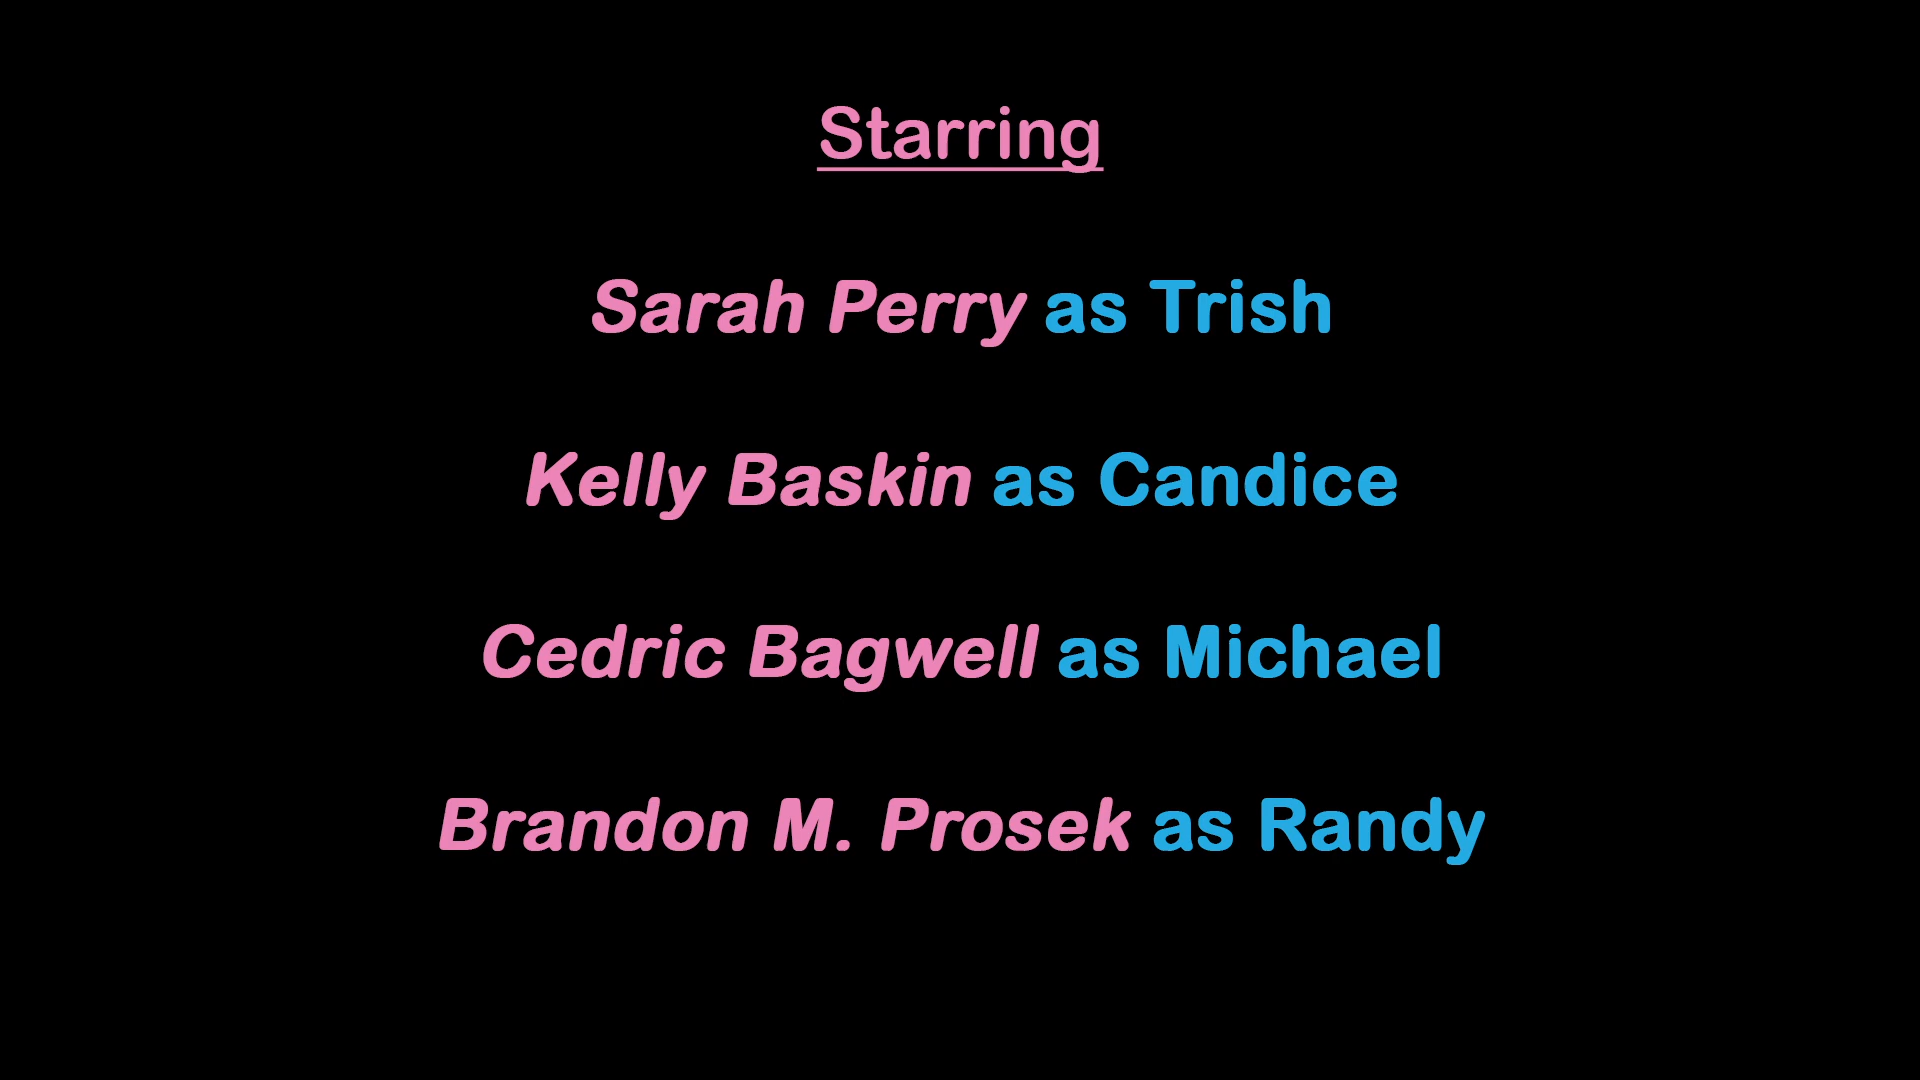 Starring
Sarah Perry as Trish
Kelly Baskin as Candice
Cedric Bagwell as Michael
Brandon M. Prosek as Randy